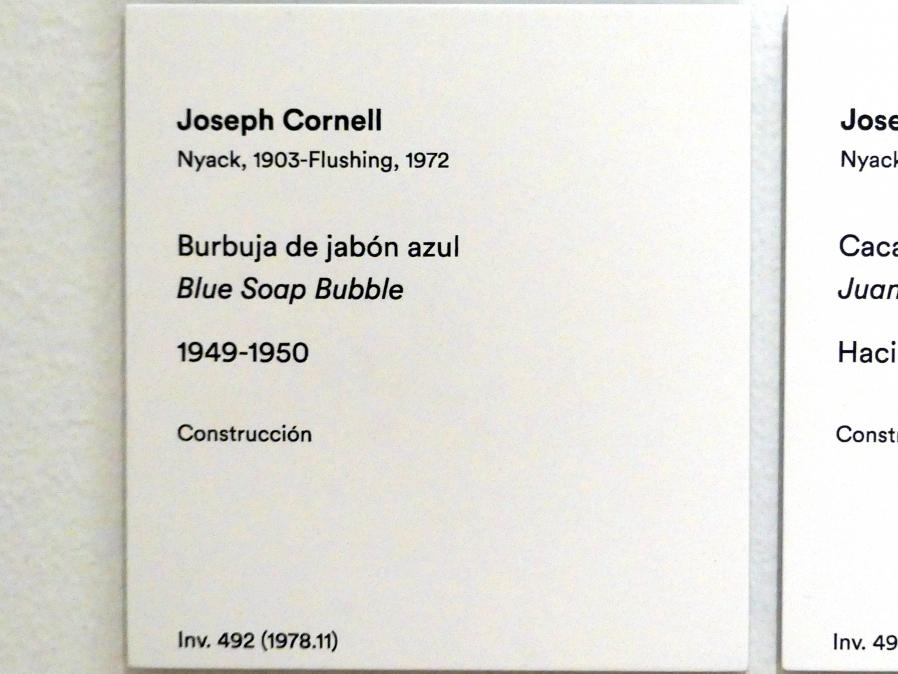 Joseph Cornell
Nyack, 1903-Flushing, 1972
Burbuja de jabón azul
Blue Soap Bubble
1949-1950
Construcción
Inv. 492 (1978.11)
Inv.